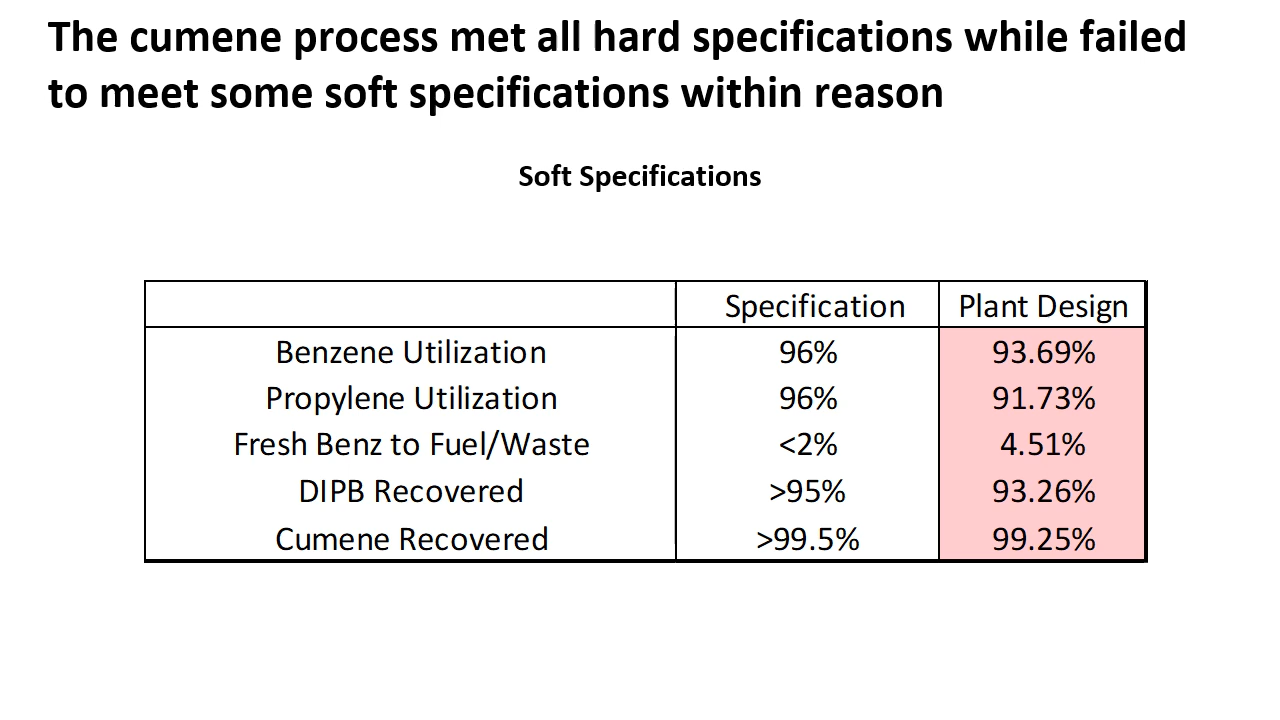 The cumene process met all hard specifications while failed
to meet some soft specifications within reason
Soft Specifications
Specification Plant Design
Benzene Utilization 96% 93.69%
Propylene Utilization 96% 91.73%
Fresh Benz to Fuel/Waste <2% 4.51%
DIPB Recovered >95% 93.26%
Cumene Recovered >99.5% 99.25%